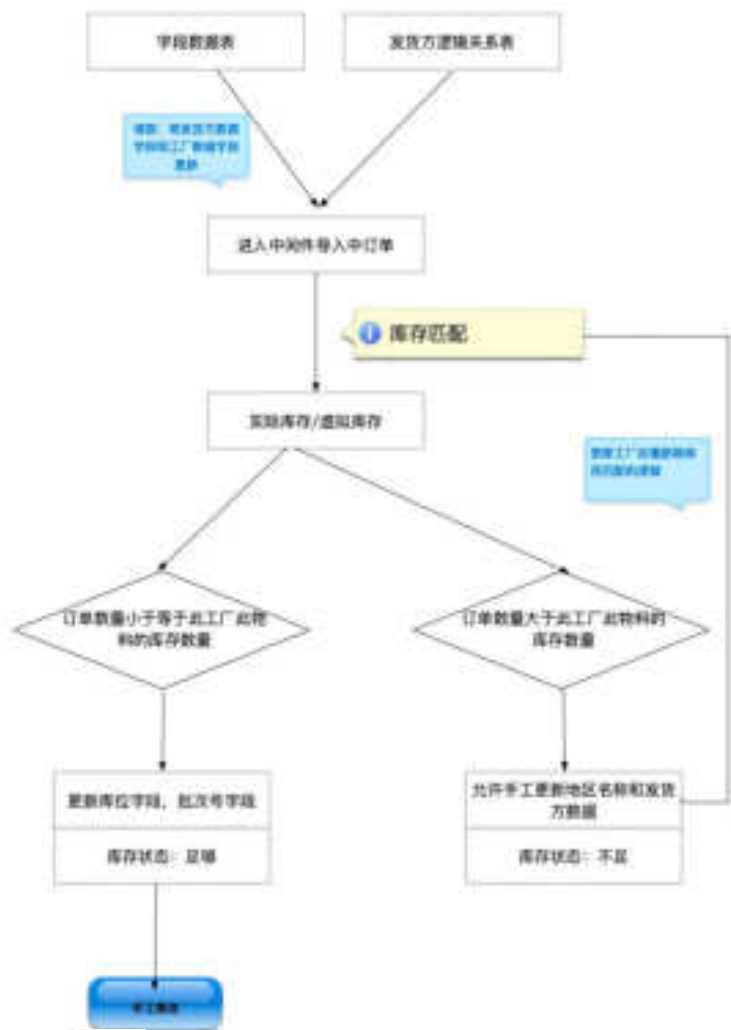 字段数据表
发货方逻辑关系表
进入中间件导入中订单
库存匹配
实际库存/虚拟库存
订单数量小于等于此工厂此物
料的库存数量
订单数量大于此工厂此物料的
库存数量
更新库位字段，批次号字段
库存状态：足够
允许手工更新地区名称和发货
方数据
库存状态：不足